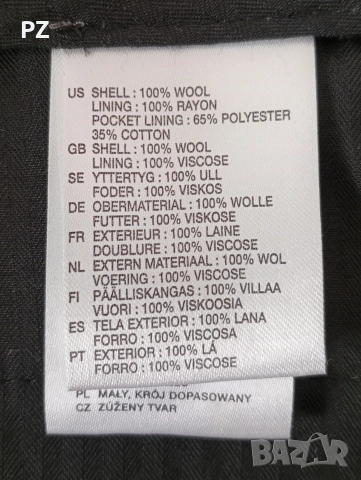 PZ
US SHELL : 100% WOOL
LINING : 100% RAYON
POCKET LINING : 65% POLYESTER
35% COTTON
GB SHELL : 100% WOOL
LINING : 100% VISCOSE
SE YTTERTYG : 100% ULL
FODER : 100% VISKOS
DE OBERMATERIAL : 100% WOLLE
FUTTER : 100% VISKOSE
FR EXTERIEUR : 100% LAINE
DOUBLURE : 100% VISCOSE
NL EXTERN MATERIAAL : 100% WOL
VOERING : 100% VISCOSE
FI PÄÄLLISKANGAS : 100% VILLAA
VUORI : 100% VISKOOSIA
ES TELA EXTERIOR : 100% LANA
FORRO : 100% VISCOSA
PT EXTERIOR : 100% LÁ
FORRO : 100% VISCOSE
PL MAŁY, KRÓJ DOPASOWANY
CZ ZÚŽENÝ TVAR
BAZAR